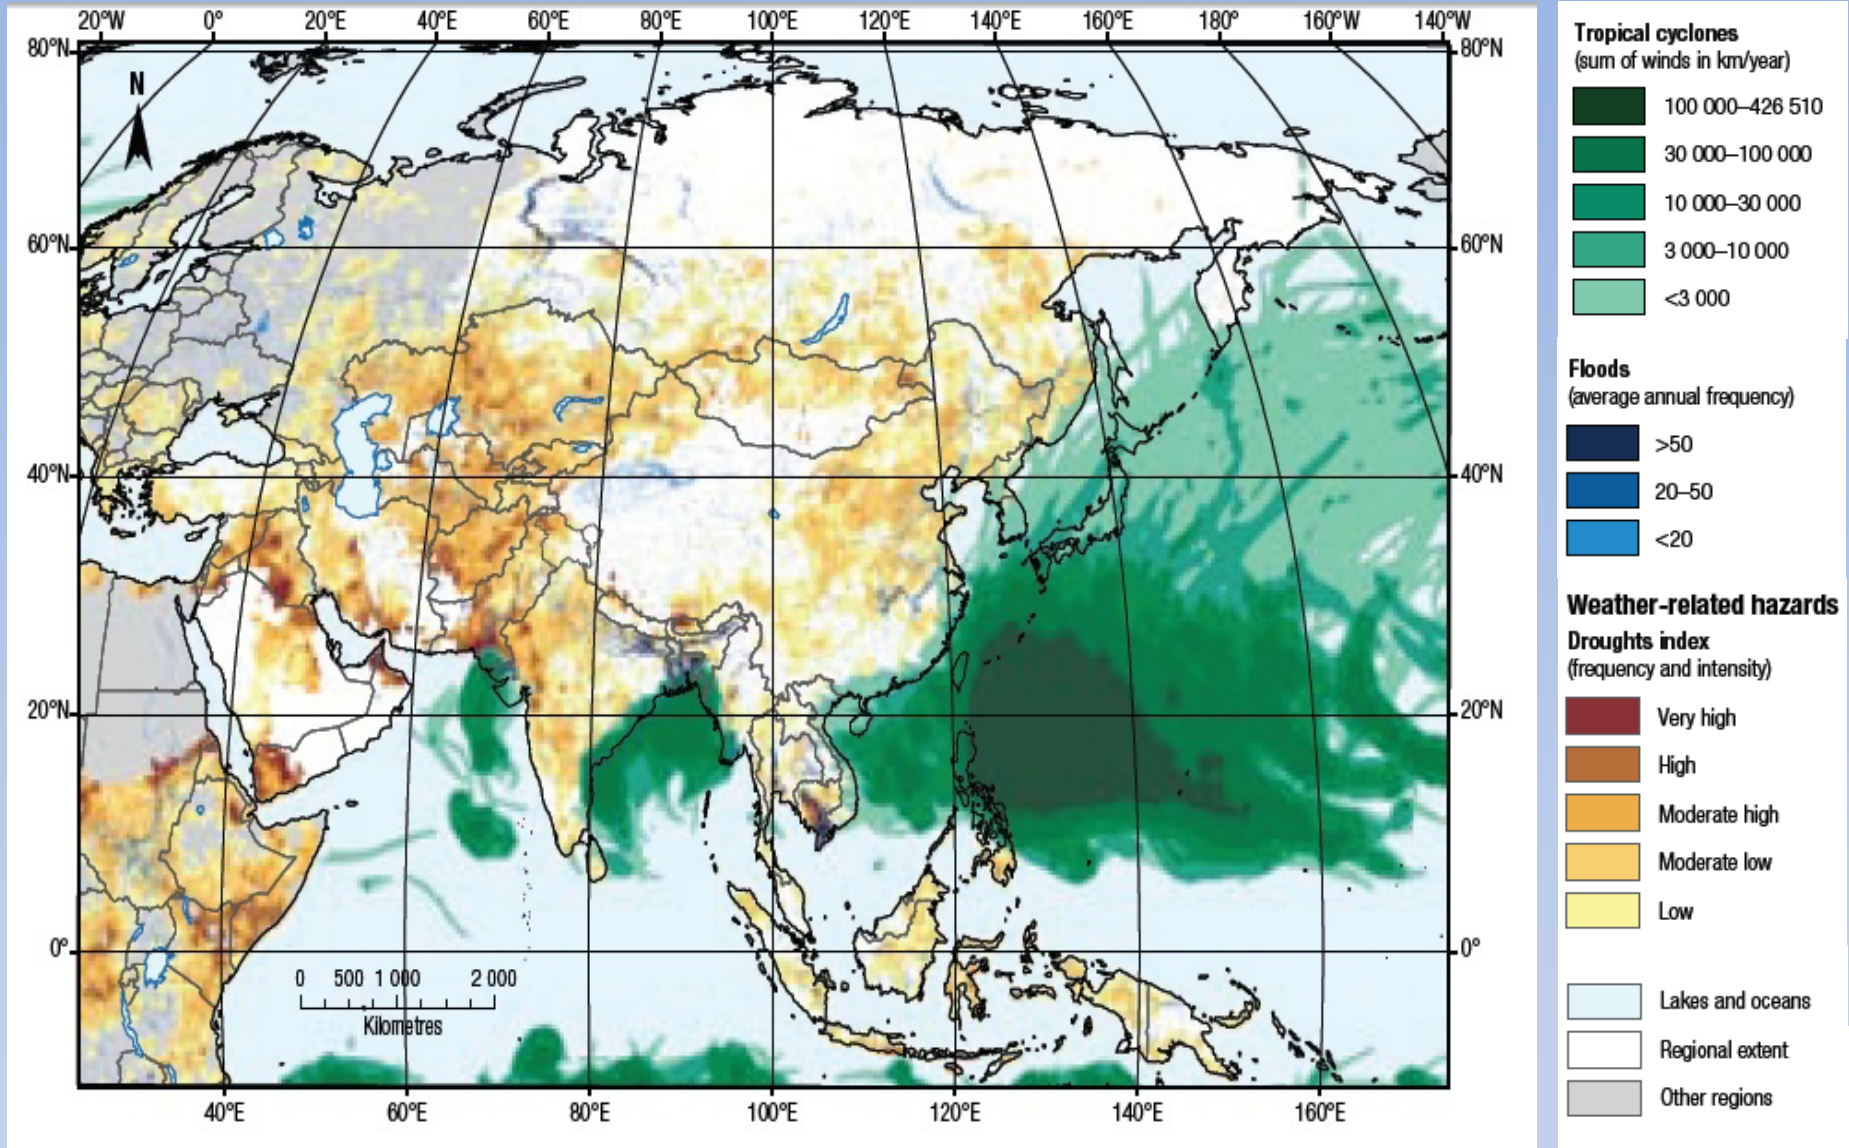 20°W 0° 20°E 40°E 60°E 80°E 100°E 120°E 140°E 160°E 180° 160°W 140°W
80°N 80°N
N
60°N 60°N
40°N 40°N
20°N 20°N
0° 0°
0 500 1 000 2 000
Kilometres
40°E 60°E 80°E 100°E 120°E 140°E 160°E
Tropical cyclones
(sum of winds in km/year)
100 000–426 510
30 000–100 000
10 000–30 000
3 000–10 000
<3 000
Floods
(average annual frequency)
>50
20–50
<20
Weather-related hazards
Droughts index
(frequency and intensity)
Very high
High
Moderate high
Moderate low
Low
Lakes and oceans
Regional extent
Other regions